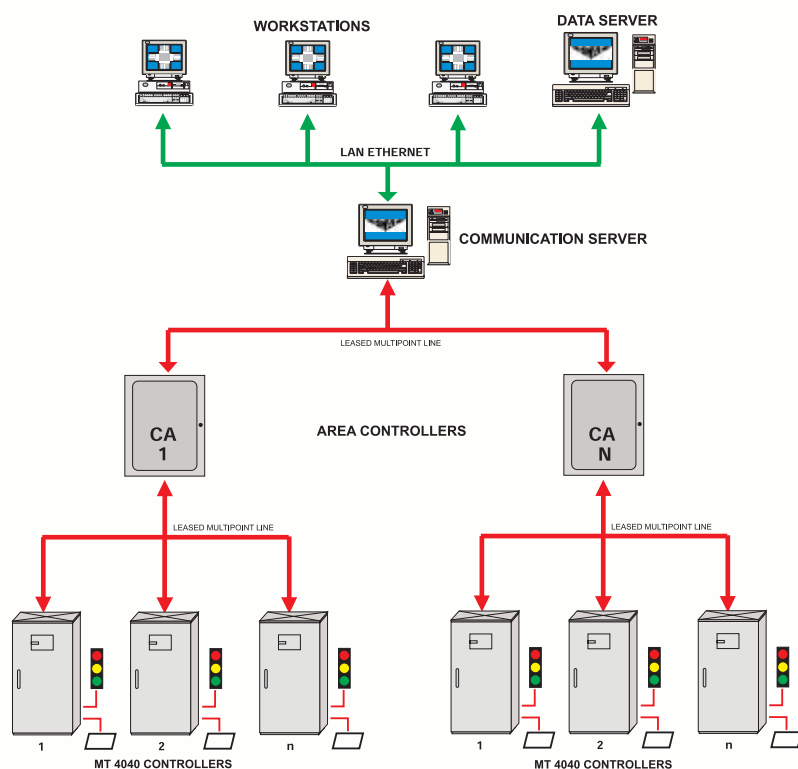 WORKSTATIONS
DATA SERVER
LAN ETHERNET
COMMUNICATION SERVER
LEASED MULTIPOINT LINE
CA
1
AREA CONTROLLERS
CA
N
LEASED MULTIPOINT LINE
LEASED MULTIPOINT LINE
1 2 n
1 2 n
MT 4040 CONTROLLERS
MT 4040 CONTROLLERS